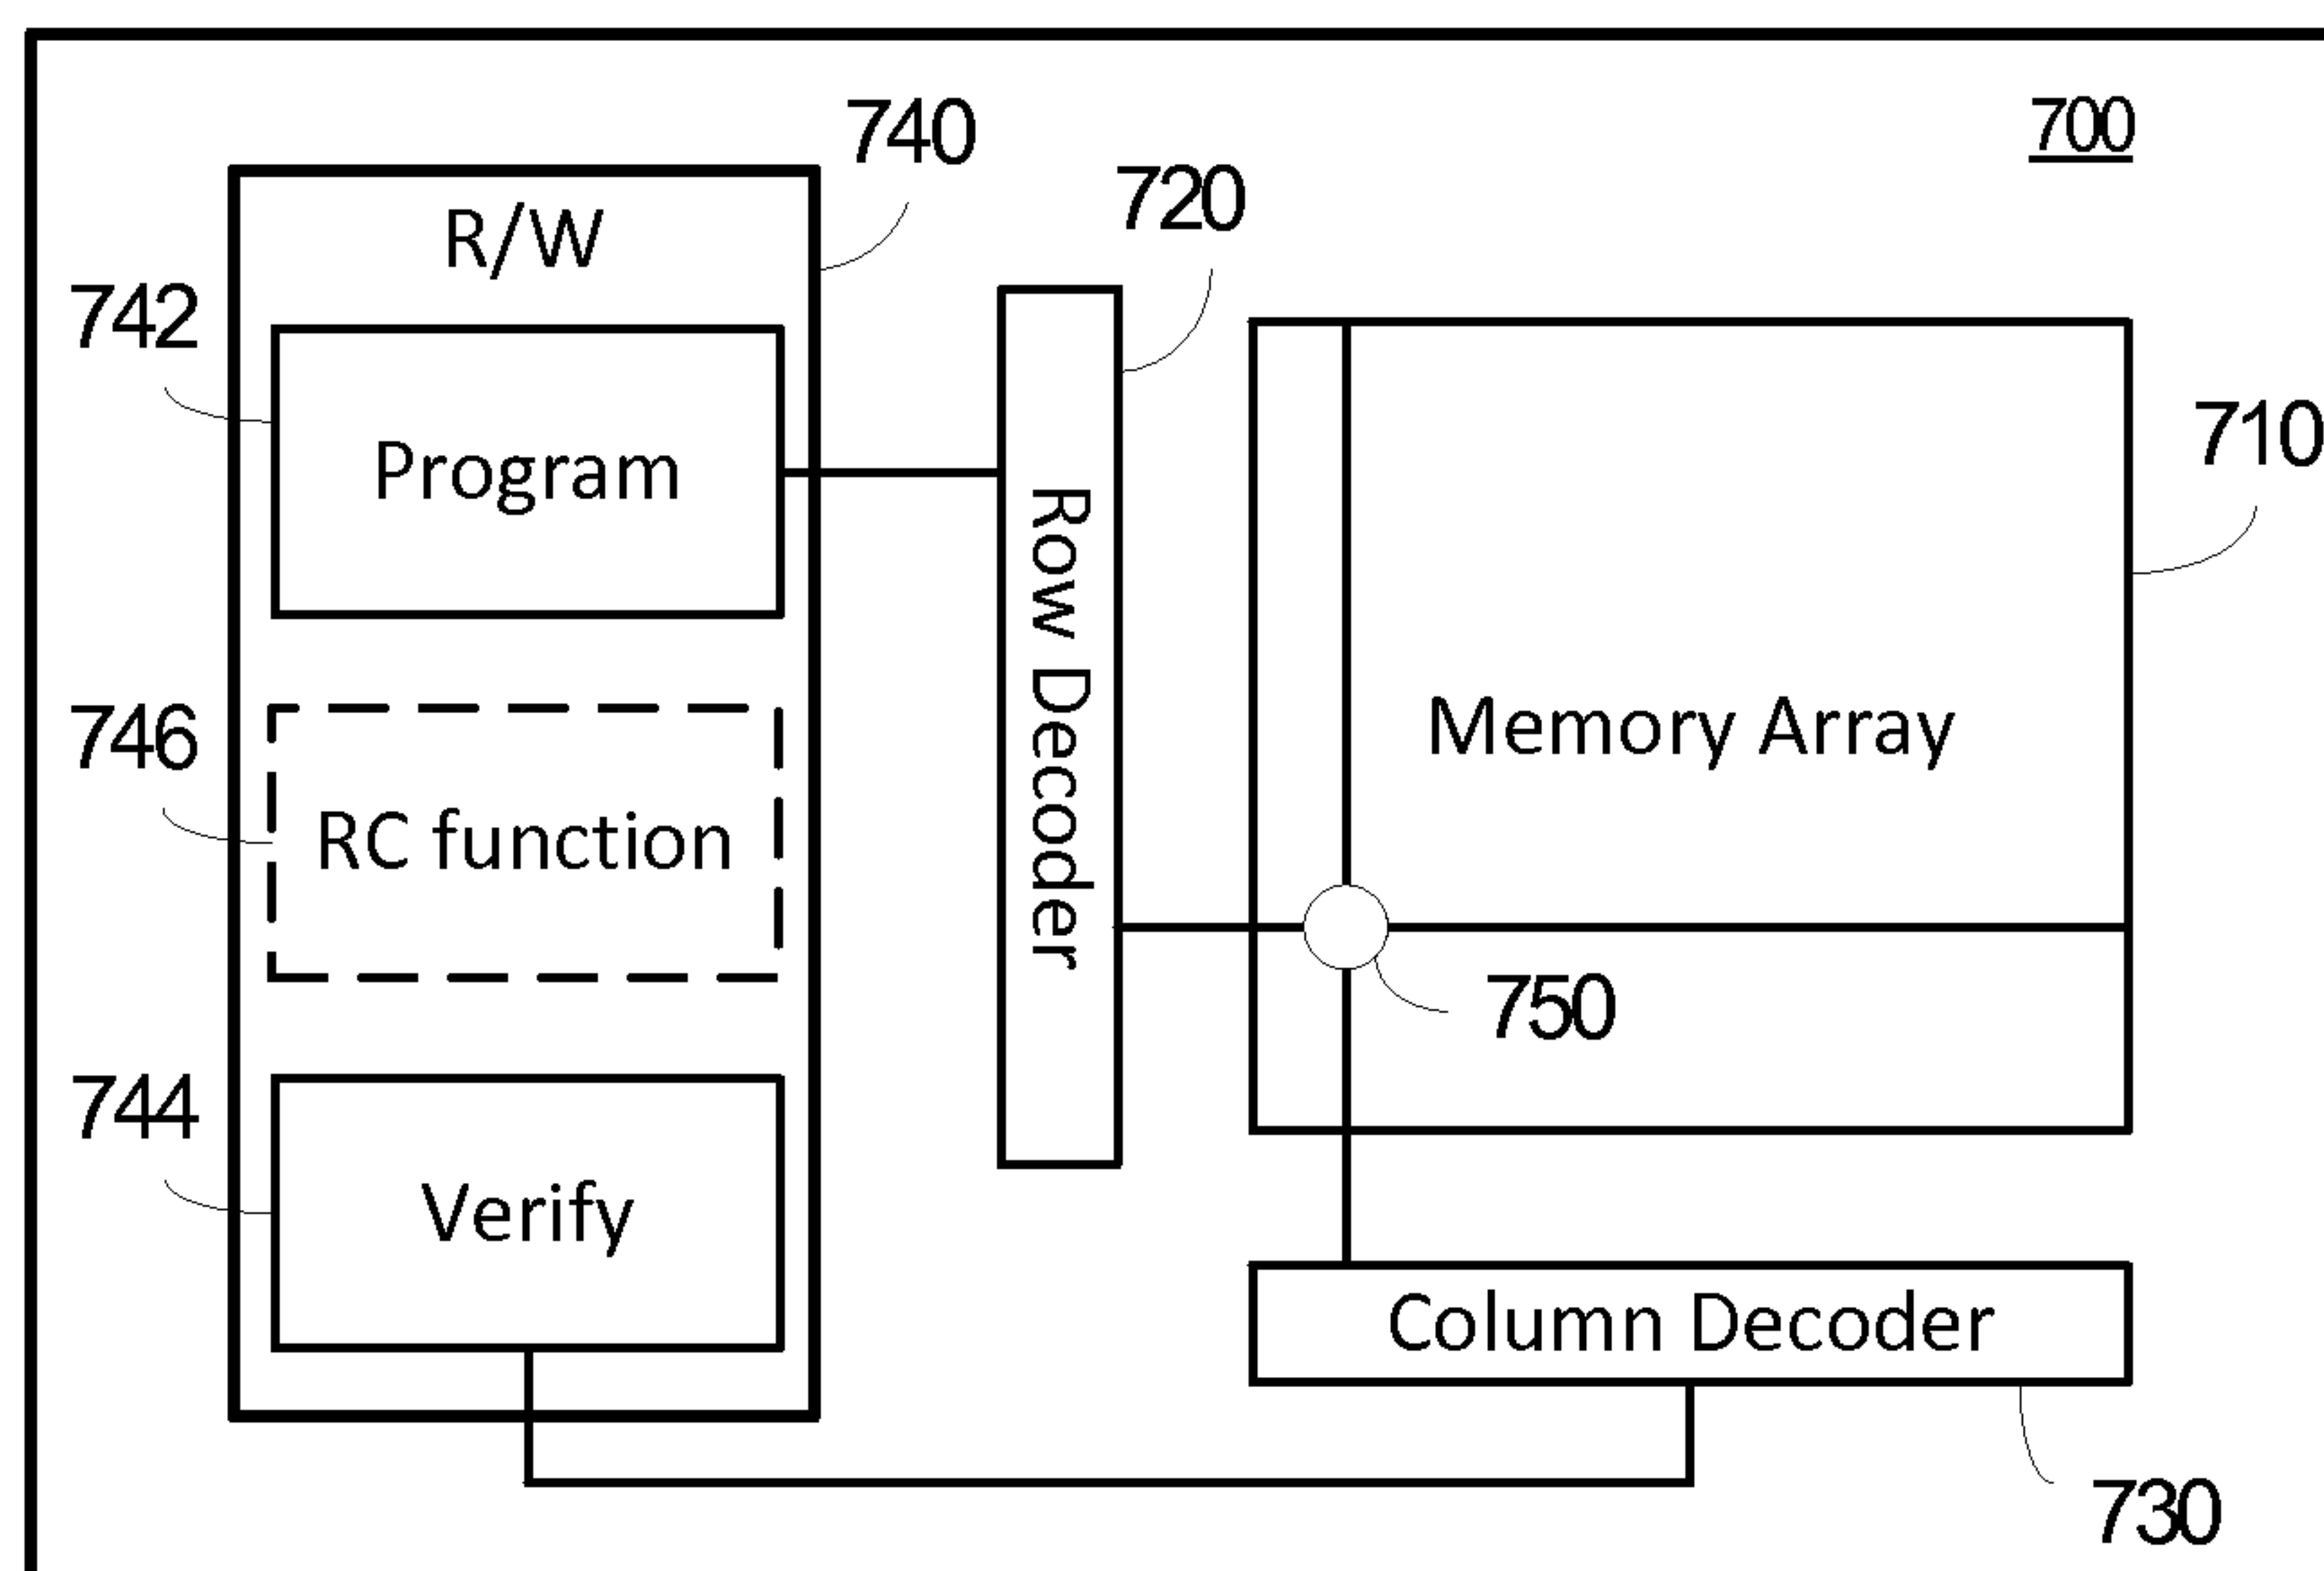 700
740
720
R/W
742
710
Program
Row Decoder
746
Memory Array
RC function
750
744
Verify
Column Decoder
730